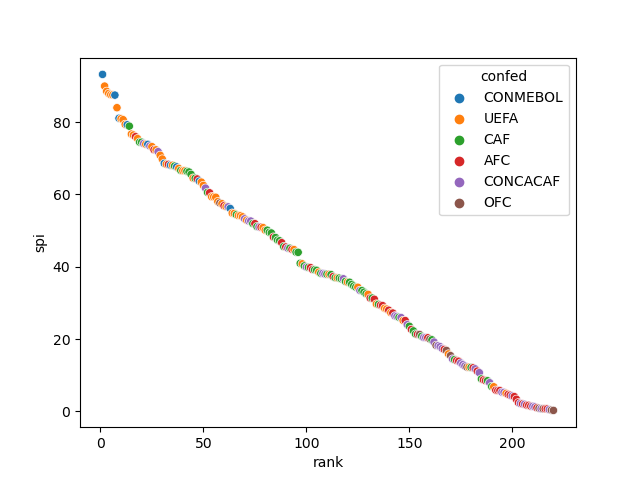 confed
CONMEBOL
UEFA
CAF
AFC
CONCACAF
OFC
80
60
40
20
0
spi
0
50
100
150
200
rank